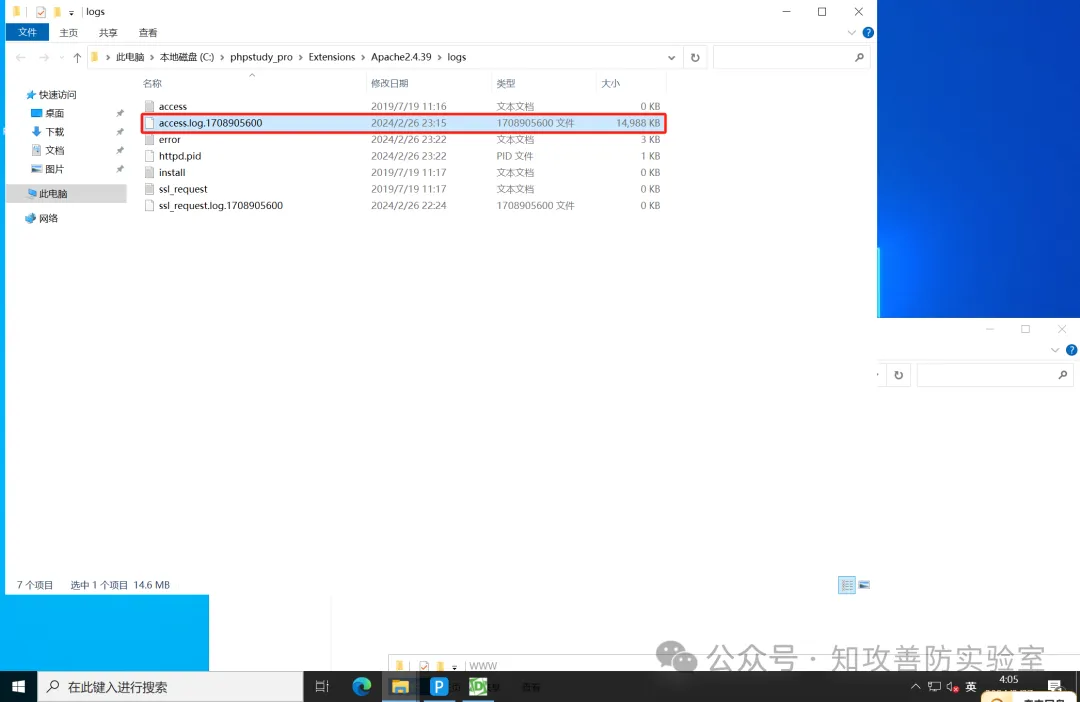 logs
文件 主页 共享 查看
此电脑 › 本地磁盘 (C:) › phpstudy_pro › Extensions › Apache2.4.39 › logs
名称 修改日期 类型 大小
快速访问
桌面
下载
文档
图片
此电脑
网络
access 2019/7/19 11:16 文本文档 0 KB
access.log.1708905600 2024/2/26 23:15 1708905600 文件 14,988 KB
error 2024/2/26 23:22 文本文档 3 KB
httpd.pid 2024/2/26 23:22 PID 文件 1 KB
install 2019/7/19 11:17 文本文档 0 KB
ssl_request 2019/7/19 11:17 文本文档 0 KB
ssl_request.log.1708905600 2024/2/26 22:24 1708905600 文件 0 KB
7 个项目 选中 1 个项目 14.6 MB
WWW
公众号 · 知攻善防实验室
在此键入进行搜索
查看
英
4:05